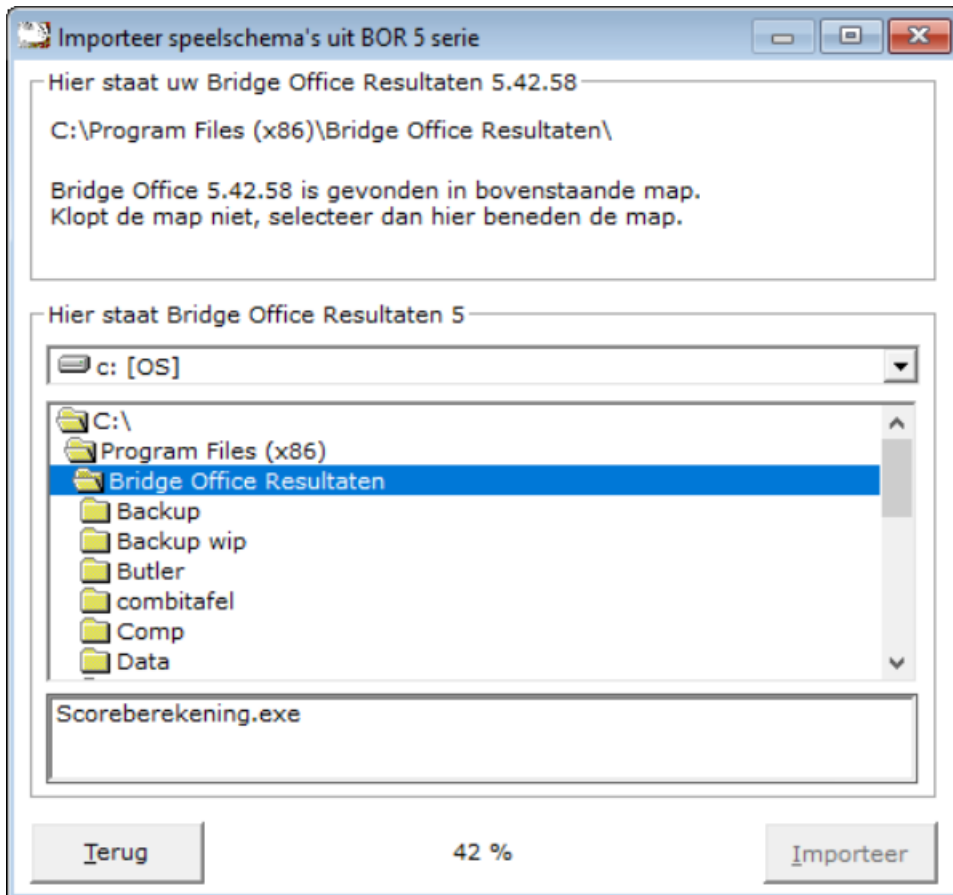 Importeer speelschema's uit BOR 5 serie
Hier staat uw Bridge Office Resultaten 5.42.58
C:\Program Files (x86)\Bridge Office Resultaten\
Bridge Office 5.42.58 is gevonden in bovenstaande map.
Klopt de map niet, selecteer dan hier beneden de map.
Hier staat Bridge Office Resultaten 5
c: [OS]
C:\
Program Files (x86)
Bridge Office Resultaten
Backup
Backup wip
Butler
combitafel
Comp
Data
Scoreberekening.exe
Terug 42 % Importeer